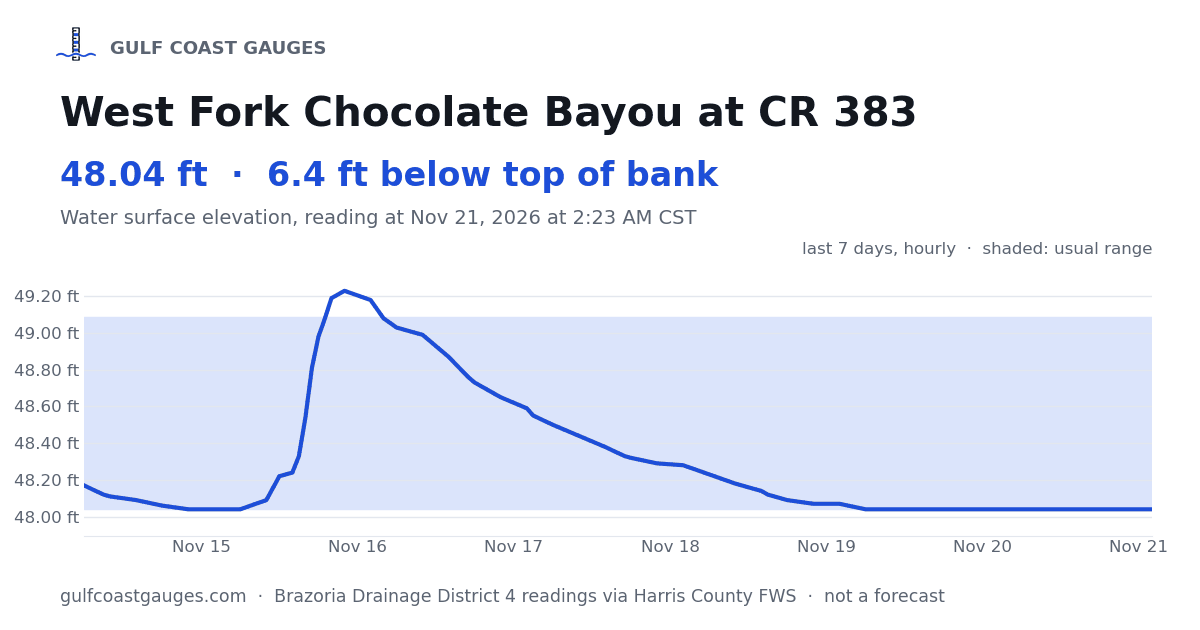 GULF COAST GAUGES
West Fork Chocolate Bayou at CR 383
48.04 ft · 6.4 ft below top of bank
Water surface elevation, reading at Nov 21, 2026 at 2:23 AM CST
last 7 days, hourly · shaded: usual range
49.20 ft
49.00 ft
48.80 ft
48.60 ft
48.40 ft
48.20 ft
48.00 ft
Nov 15 Nov 16 Nov 17 Nov 18 Nov 19 Nov 20 Nov 21
gulfcoastgauges.com · Brazoria Drainage District 4 readings via Harris County FWS · not a forecast